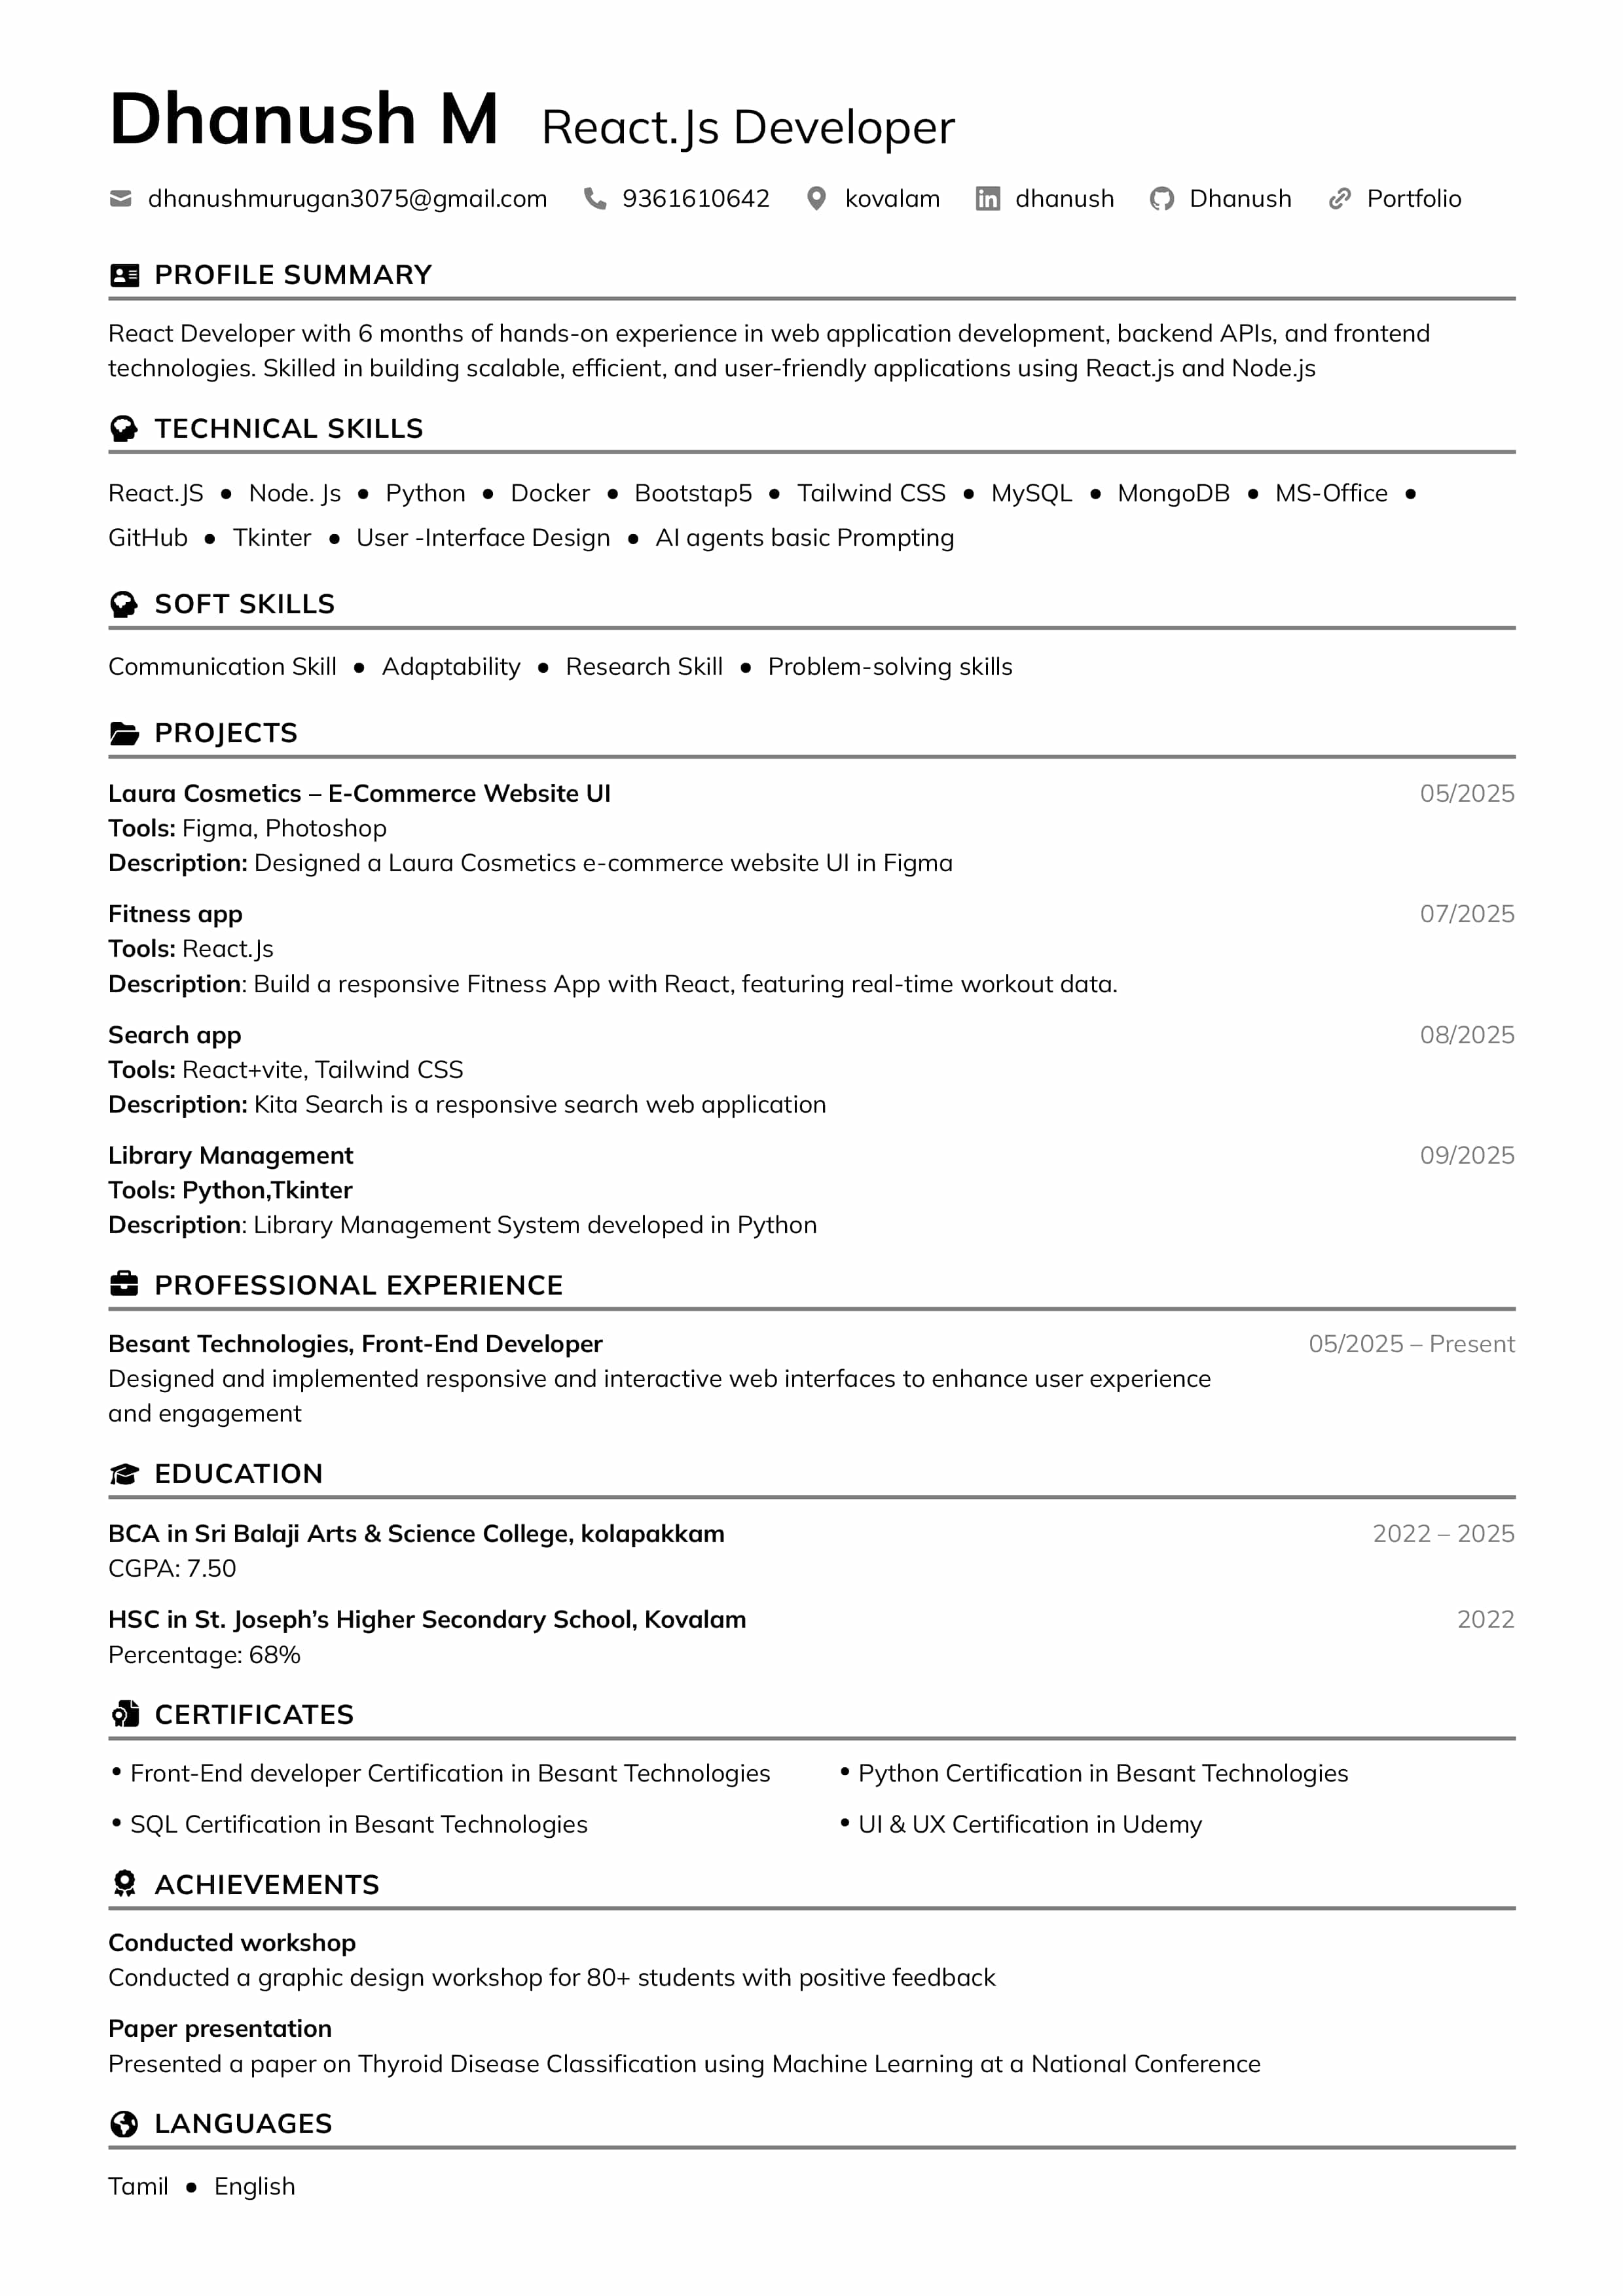 Dhanush M React.Js Developer
dhanushmurugan3075@gmail.com 9361610642 kovalam dhanush Dhanush Portfolio
PROFILE SUMMARY
React Developer with 6 months of hands-on experience in web application development, backend APIs, and frontend
technologies. Skilled in building scalable, efficient, and user-friendly applications using React.js and Node.js
TECHNICAL SKILLS
React.JS • Node. Js • Python • Docker • Bootstap5 • Tailwind CSS • MySQL • MongoDB • MS-Office •
GitHub • Tkinter • User -Interface Design • AI agents basic Prompting
SOFT SKILLS
Communication Skill • Adaptability • Research Skill • Problem-solving skills
PROJECTS
Laura Cosmetics – E-Commerce Website UI 05/2025
Tools: Figma, Photoshop
Description: Designed a Laura Cosmetics e-commerce website UI in Figma
Fitness app 07/2025
Tools: React.Js
Description: Build a responsive Fitness App with React, featuring real-time workout data.
Search app 08/2025
Tools: React+vite, Tailwind CSS
Description: Kita Search is a responsive search web application
Library Management 09/2025
Tools: Python,Tkinter
Description: Library Management System developed in Python
PROFESSIONAL EXPERIENCE
Besant Technologies, Front-End Developer 05/2025 – Present
Designed and implemented responsive and interactive web interfaces to enhance user experience
and engagement
EDUCATION
BCA in Sri Balaji Arts & Science College, kolapakkam 2022 – 2025
CGPA: 7.50
HSC in St. Joseph’s Higher Secondary School, Kovalam 2022
Percentage: 68%
CERTIFICATES
• Front-End developer Certification in Besant Technologies • Python Certification in Besant Technologies
• SQL Certification in Besant Technologies • UI & UX Certification in Udemy
ACHIEVEMENTS
Conducted workshop
Conducted a graphic design workshop for 80+ students with positive feedback
Paper presentation
Presented a paper on Thyroid Disease Classification using Machine Learning at a National Conference
LANGUAGES
Tamil • English